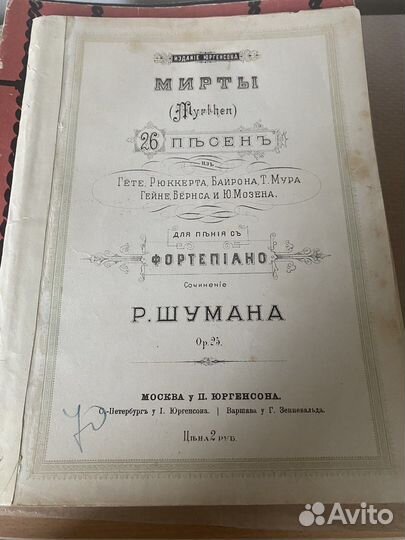 ИЗДАНІЕ ЮРГЕНСОНА
МИРТЫ
(Myrthen)
26 ПѢСЕНЪ
ИЗЪ
ГЁТЕ, РЮККЕРТА, БАЙРОНА, Т. МУРА
ГЕЙНЕ, БЁРНСА И Ю. МОЗЕНА.
ДЛЯ ПѢНІЯ СЪ
ФОРТЕПІАНО
Сочиненіе
Р. ШУМАНА
Op. 25.
МОСКВА у П. ЮРГЕНСОНА.
С.-Петербургъ у І. Юргенсона. | Варшава у Г. Зенневальда.
ЦѢНА 2 РУБ.
Avito